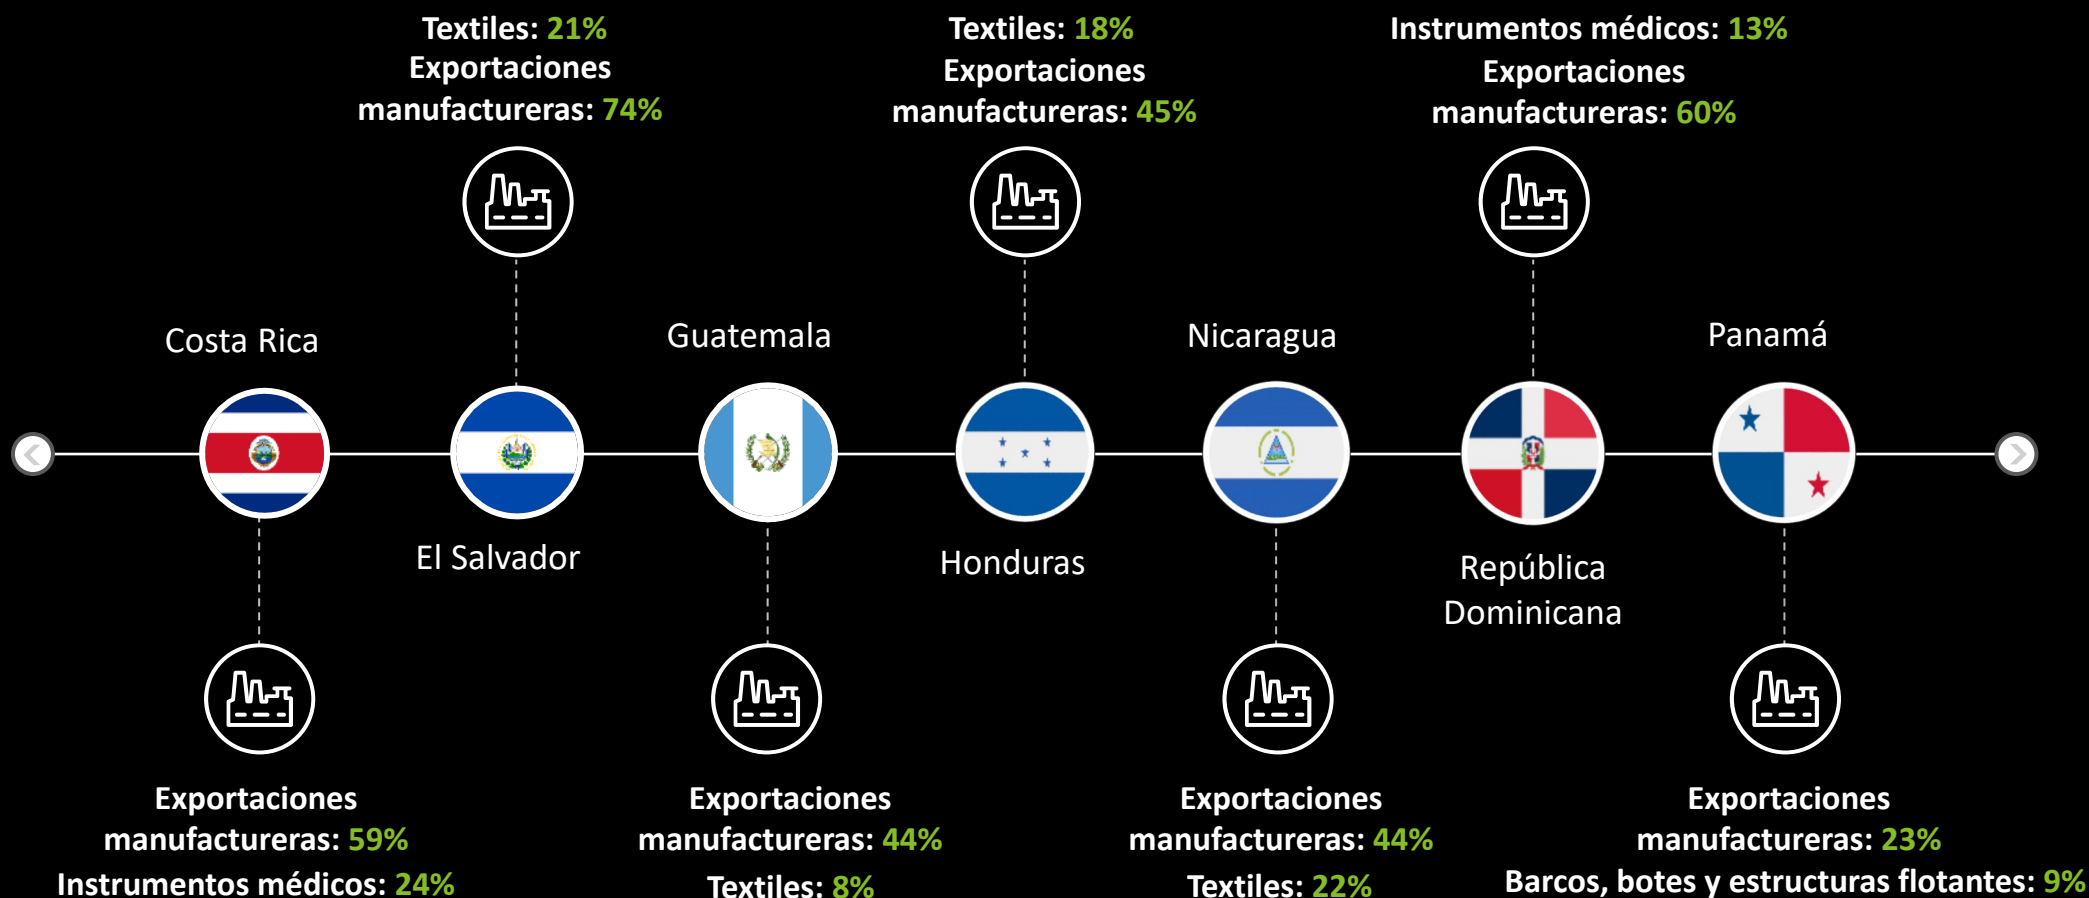 Textiles: 21%
Exportaciones
manufactureras: 74%
Textiles: 18%
Exportaciones
manufactureras: 45%
Instrumentos médicos: 13%
Exportaciones
manufactureras: 60%
Costa Rica
Guatemala
Nicaragua
Panamá
El Salvador
Honduras
República
Dominicana
Exportaciones
manufactureras: 59%
Instrumentos médicos: 24%
Exportaciones
manufactureras: 44%
Textiles: 8%
Exportaciones
manufactureras: 44%
Textiles: 22%
Exportaciones
manufactureras: 23%
Barcos, botes y estructuras flotantes: 9%